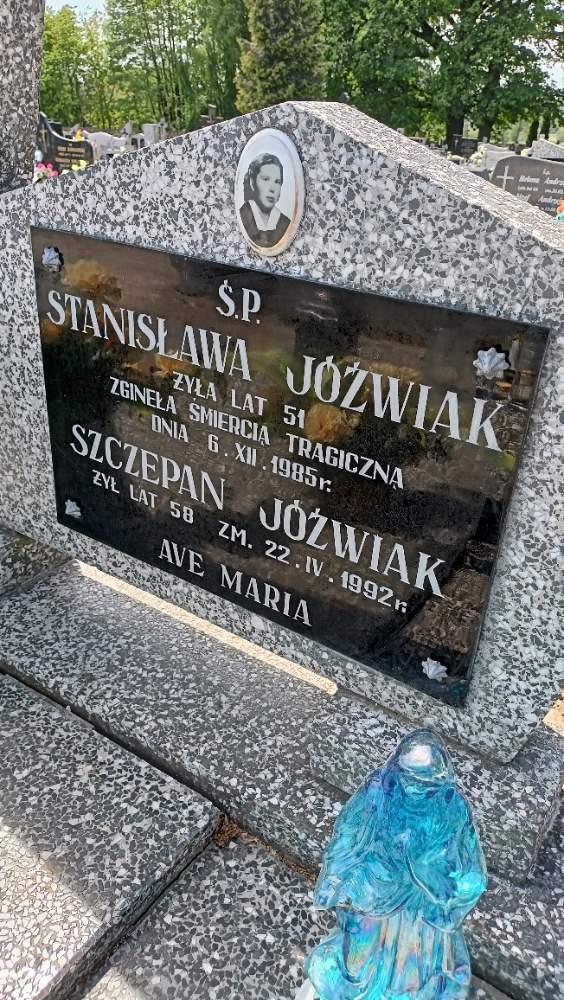 Ś.P.
STANISŁAWA JÓŹWIAK
ŻYŁA LAT 51
ZGINEŁA ŚMIERCIĄ TRAGICZNĄ
DNIA 6.XII.1985r.
SZCZEPAN JÓŹWIAK
ŻYŁ LAT 58 ZM. 22.IV.1992r.
AVE MARIA